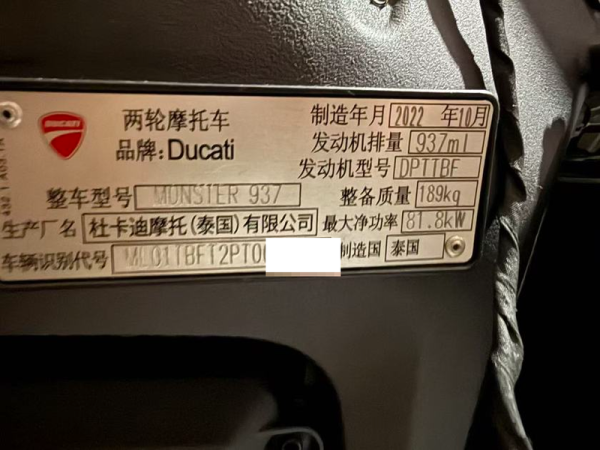 DUCATI
两轮摩托车
品牌: Ducati
制造年月 2022 年10月
发动机排量 937ml
发动机型号 DPTTBF
整车型号 MONSTER 937
整备质量 189kg
生产厂名 杜卡迪摩托(泰国)有限公司
最大净功率 81.8kW
车辆识别代号
制造国 泰国